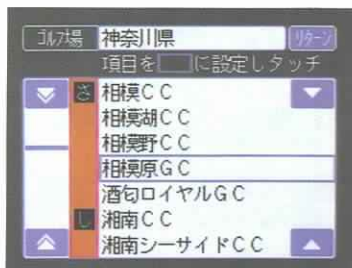 ゴルフ場 神奈川県 リターン
項目を に設定しタッチ
さ 相模CC
相模湖CC
相模野CC
相模原GC
酒匂ロイヤルGC
し 湘南CC
湘南シーサイドCC